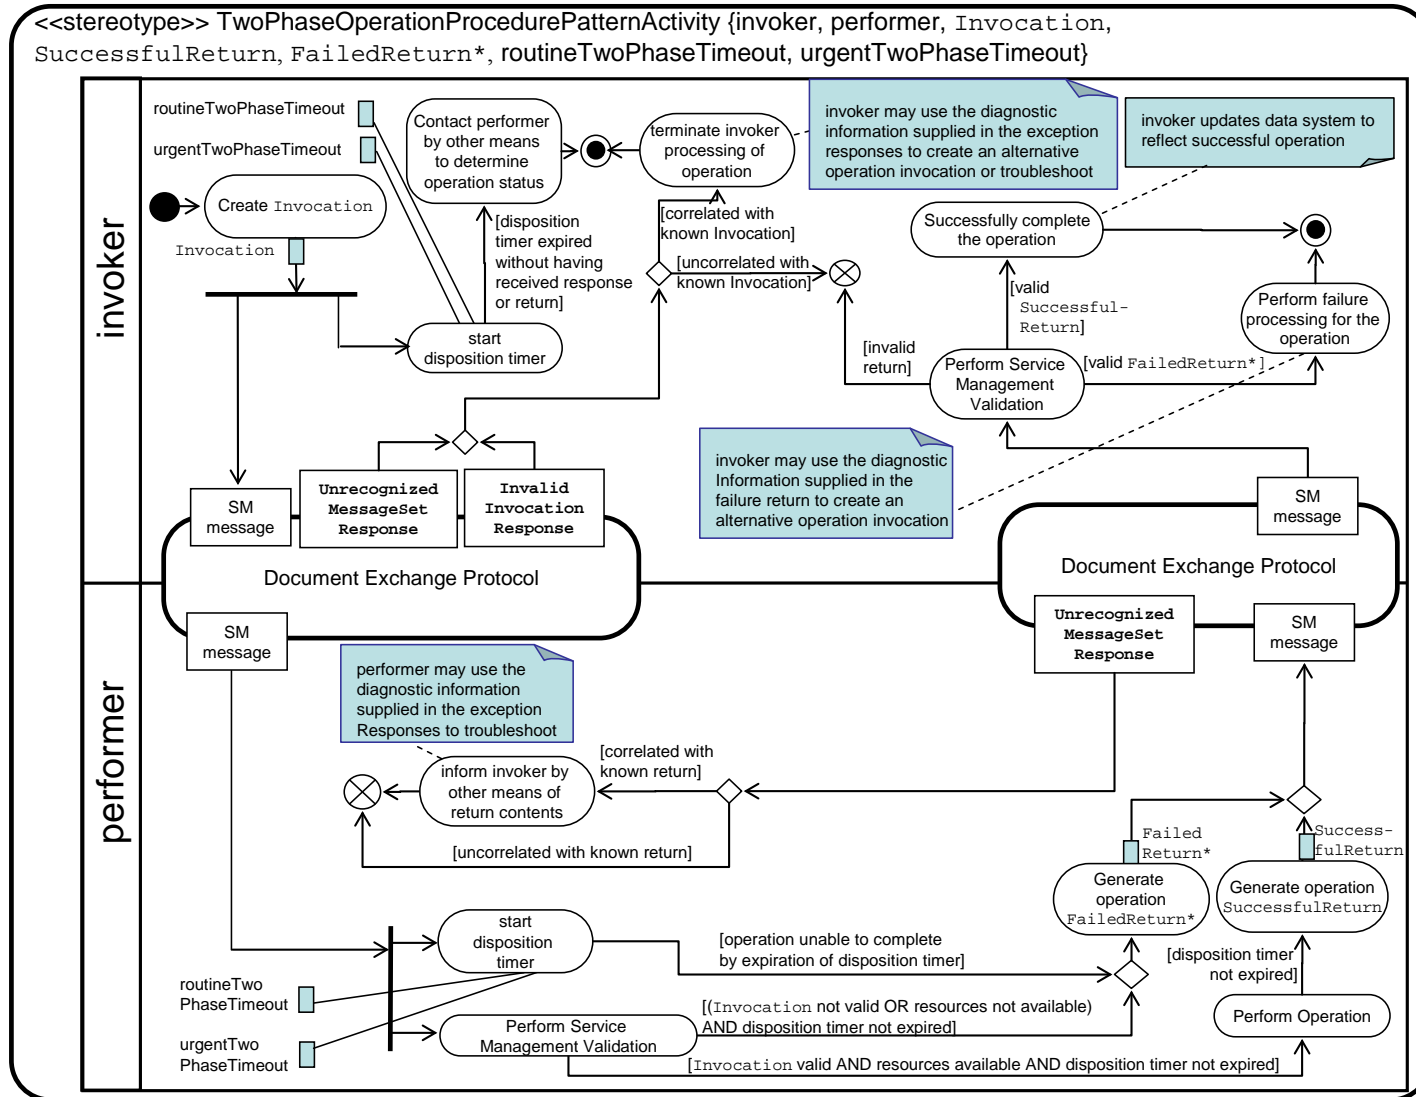 <<stereotype>> TwoPhaseOperationProcedurePatternActivity {invoker, performer, Invocation,
SuccessfulReturn, FailedReturn*, routineTwoPhaseTimeout, urgentTwoPhaseTimeout}
invoker
routineTwoPhaseTimeout
urgentTwoPhaseTimeout
Create Invocation
Invocation
Contact performer
by other means
to determine
operation status
terminate invoker
processing of
operation
invoker may use the diagnostic
information supplied in the exception
responses to create an alternative
operation invocation or troubleshoot
invoker updates data system to
reflect successful operation
[disposition
timer expired
without having
received response
or return]
start
disposition timer
[correlated with
known Invocation]
[uncorrelated with
known Invocation]
Successfully complete
the operation
[valid
Successful-
Return]
Perform failure
processing for the
operation
[invalid
return]
Perform Service
Management
Validation
[valid FailedReturn*]
invoker may use the diagnostic
Information supplied in the
failure return to create an
alternative operation invocation
SM
message
Unrecognized
MessageSet
Response
Invalid
Invocation
Response
SM
message
Document Exchange Protocol
Document Exchange Protocol
performer
SM
message
Unrecognized
MessageSet
Response
SM
message
performer may use the
diagnostic information
supplied in the exception
Responses to troubleshoot
inform invoker by
other means of
return contents
[correlated with
known return]
[uncorrelated with known return]
Failed
Return*
Success-
fulReturn
Generate
operation
FailedReturn*
Generate operation
SuccessfulReturn
start
disposition
timer
[operation unable to complete
by expiration of disposition timer]
[disposition timer
not expired]
routineTwo
PhaseTimeout
urgentTwo
PhaseTimeout
Perform Service
Management Validation
[(Invocation not valid OR resources not available)
AND disposition timer not expired]
Perform Operation
[Invocation valid AND resources available AND disposition timer not expired]